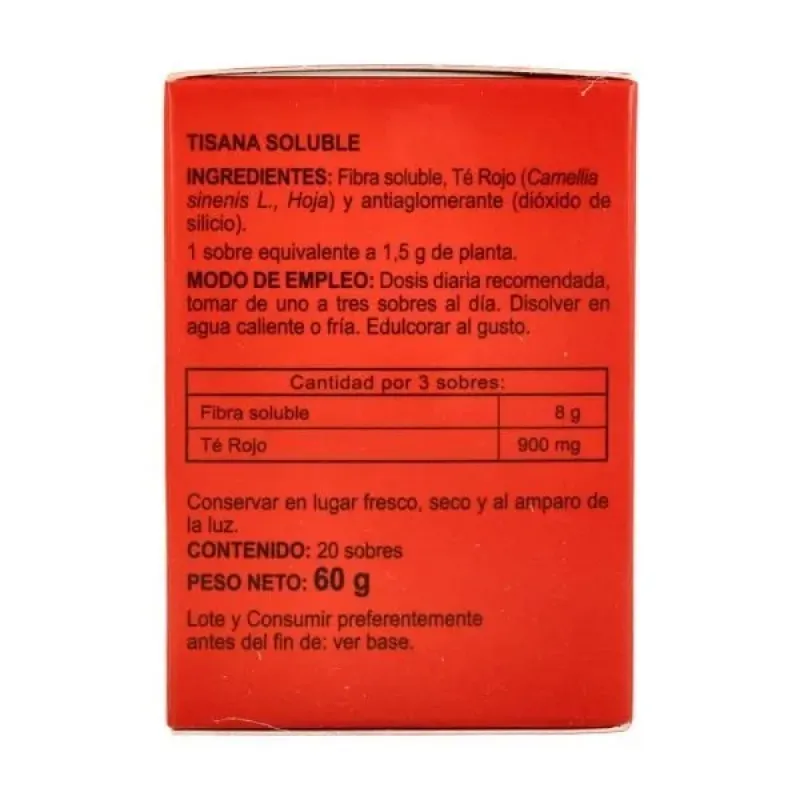 TISANA SOLUBLE
INGREDIENTES: Fibra soluble, Té Rojo (Camellia
sinenis L., Hoja) y antiaglomerante (dióxido de
silicio).
1 sobre equivalente a 1,5 g de planta.
MODO DE EMPLEO: Dosis diaria recomendada,
tomar de uno a tres sobres al día. Disolver en
agua caliente o fría. Edulcorar al gusto.
Cantidad por 3 sobres:
Fibra soluble 8 g
Té Rojo 900 mg
Conservar en lugar fresco, seco y al amparo de
la luz.
CONTENIDO: 20 sobres
PESO NETO: 60 g
Lote y Consumir preferentemente
antes del fin de: ver base.